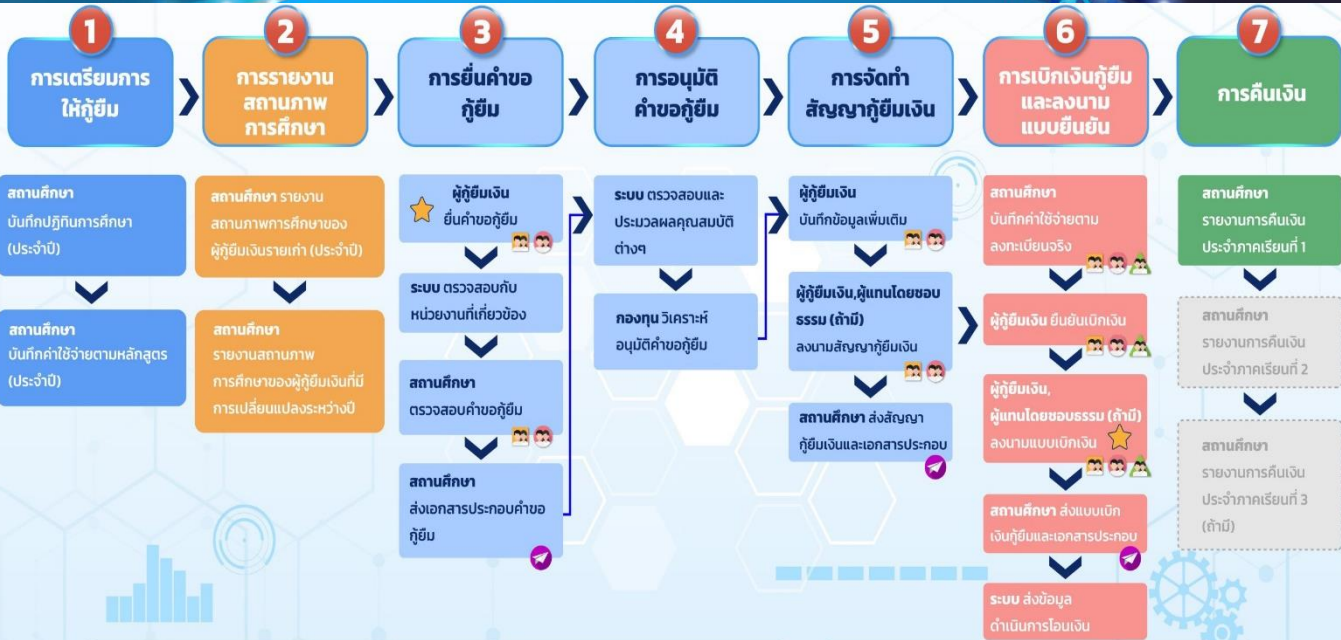 1
การเตรียมการ
ให้กู้ยืม
2
การรายงาน
สถานภาพ
การศึกษา
3
การยื่นคำขอ
กู้ยืม
4
การอนุมัติ
คำขอกู้ยืม
5
การจัดทำ
สัญญากู้ยืมเงิน
6
การเบิกเงินกู้ยืม
และลงนาม
แบบยืนยัน
7
การคืนเงิน
สถานศึกษา
บันทึกปฏิทินการศึกษา
(ประจำปี)
สถานศึกษา
บันทึกค่าใช้จ่ายตามหลักสูตร
(ประจำปี)
สถานศึกษา รายงาน
สถานภาพการศึกษาของ
ผู้กู้ยืมเงินรายเก่า (ประจำปี)
สถานศึกษา
รายงานสถานภาพ
การศึกษาของผู้กู้ยืมเงินที่มี
การเปลี่ยนแปลงระหว่างปี
ผู้กู้ยืมเงิน
ยื่นคำขอกู้ยืม
ระบบ ตรวจสอบกับ
หน่วยงานที่เกี่ยวข้อง
สถานศึกษา
ตรวจสอบคำขอกู้ยืม
สถานศึกษา
ส่งเอกสารประกอบคำขอ
กู้ยืม
ระบบ ตรวจสอบและ
ประมวลผลคุณสมบัติ
ต่างๆ
กองทุน วิเคราะห์
อนุมัติคำขอกู้ยืม
ผู้กู้ยืมเงิน
บันทึกข้อมูลเพิ่มเติม
ผู้กู้ยืมเงิน,ผู้แทนโดยชอบ
ธรรม (ถ้ามี)
ลงนามสัญญากู้ยืมเงิน
สถานศึกษา ส่งสัญญา
กู้ยืมเงินและเอกสารประกอบ
สถานศึกษา
บันทึกค่าใช้จ่ายตาม
ลงทะเบียนจริง
ผู้กู้ยืมเงิน ยืนยันเบิกเงิน
ผู้กู้ยืมเงิน,
ผู้แทนโดยชอบธรรม (ถ้ามี)
ลงนามแบบเบิกเงิน
สถานศึกษา ส่งแบบเบิก
เงินกู้ยืมและเอกสารประกอบ
ระบบ ส่งข้อมูล
ดำเนินการโอนเงิน
สถานศึกษา
รายงานการคืนเงิน
ประจำภาคเรียนที่ 1
สถานศึกษา
รายงานการคืนเงิน
ประจำภาคเรียนที่ 2
สถานศึกษา
รายงานการคืนเงิน
ประจำภาคเรียนที่ 3
(ถ้ามี)